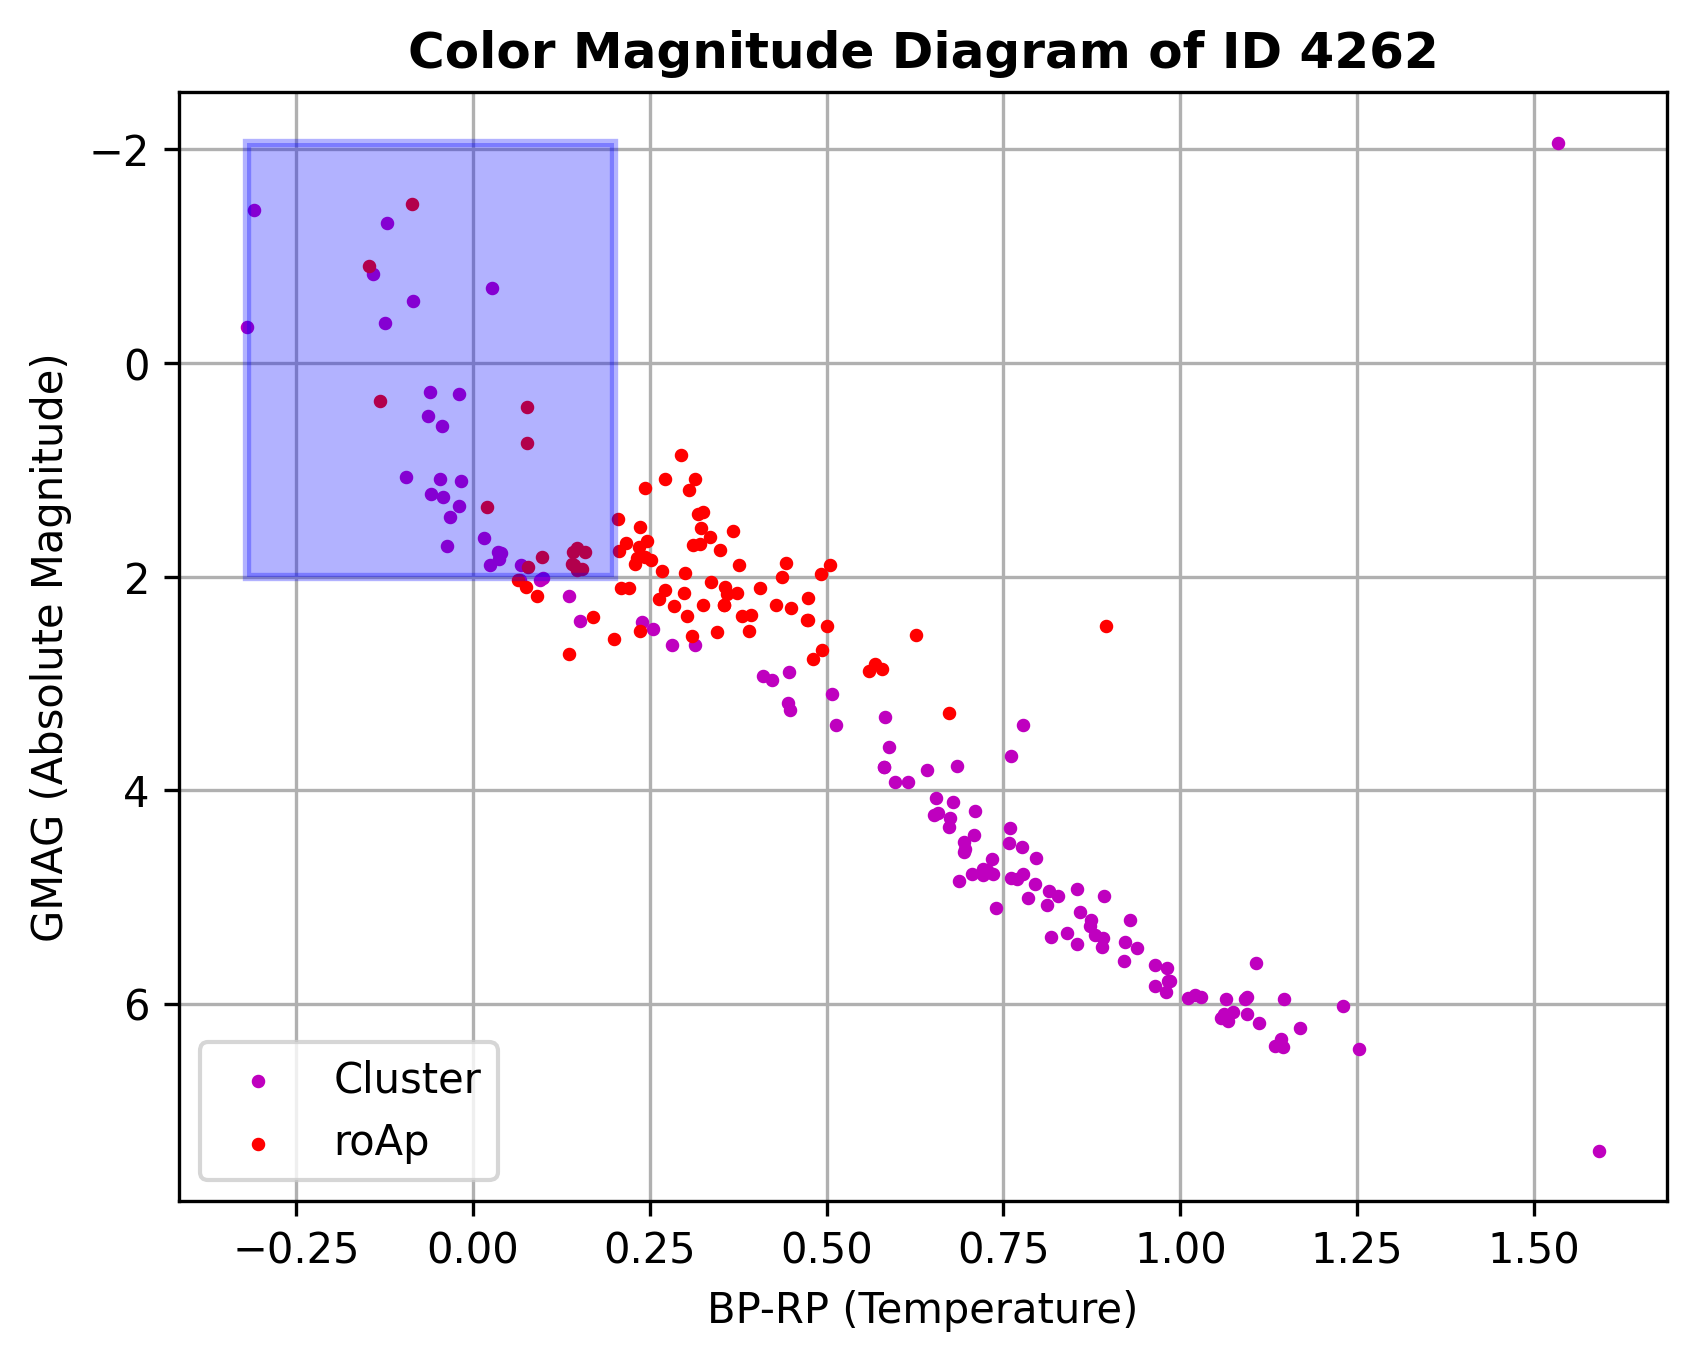 Color Magnitude Diagram of ID 4262
GMAG (Absolute Magnitude)
−2
0
2
4
6
Cluster
roAp
−0.25 0.00 0.25 0.50 0.75 1.00 1.25 1.50
BP-RP (Temperature)